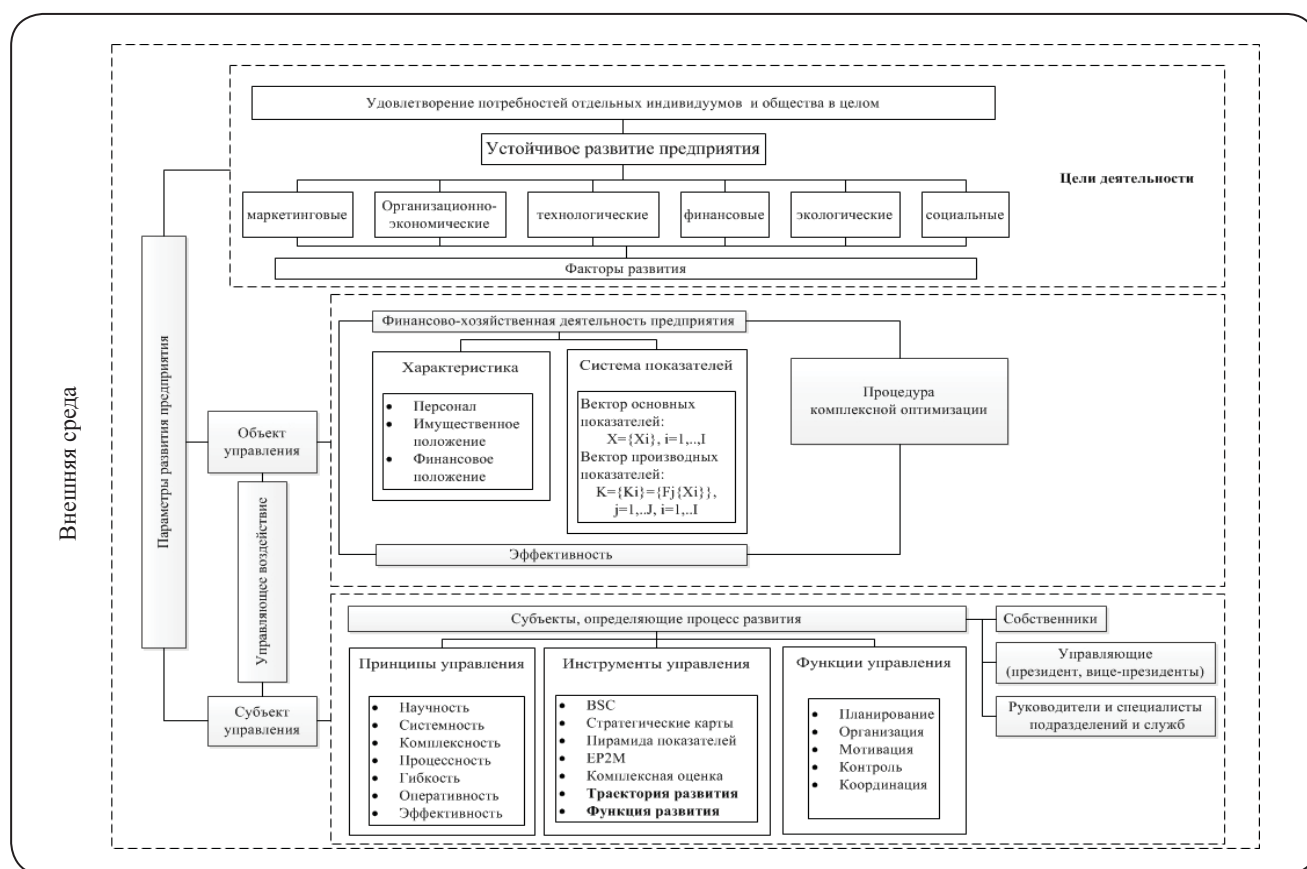 Внешняя среда
Удовлетворение потребностей отдельных индивидуумов и общества в целом
Устойчивое развитие предприятия
Цели деятельности
маркетинговые
Организационно-
экономические
технологические
финансовые
экологические
социальные
Факторы развития
Параметры развития предприятия
Объект
управления
Управляющее воздействие
Субъект
управления
Финансово-хозяйственная деятельность предприятия
Характеристика
• Персонал
• Имущественное
положение
• Финансовое
положение
Система показателей
Вектор основных
показателей:
X={Xi}, i=1,..,I
Вектор производных
показателей:
K={Ki}={Fj{Xi}},
j=1,..J, i=1,..I
Процедура
комплексной оптимизации
Эффективность
Субъекты, определяющие процесс развития
Собственники
Управляющие
(президент, вице-президенты)
Руководители и специалисты
подразделений и служб
Принципы управления
• Научность
• Системность
• Комплексность
• Процессность
• Гибкость
• Оперативность
• Эффективность
Инструменты управления
• BSC
• Стратегические карты
• Пирамида показателей
• EP2M
• Комплексная оценка
• Траектория развития
• Функция развития
Функции управления
• Планирование
• Организация
• Мотивация
• Контроль
• Координация